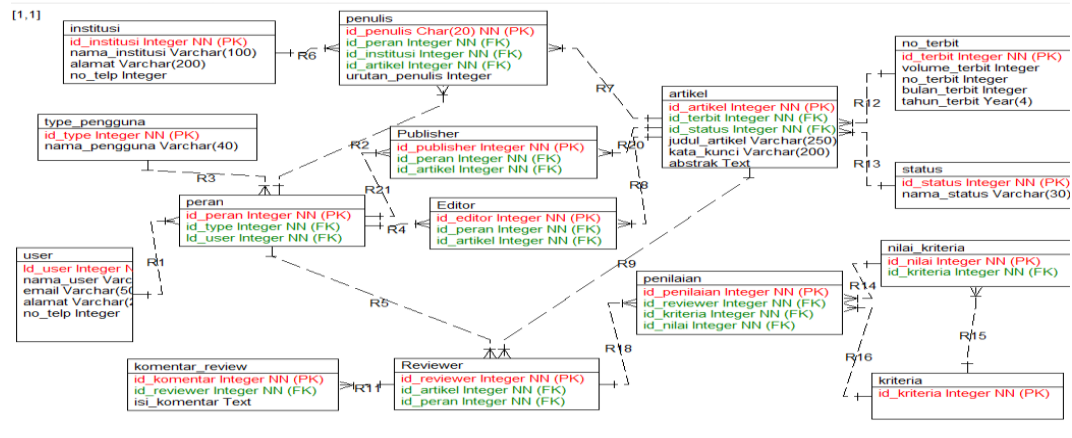 [1,1]
institusi
id_institusi Integer NN (PK)
nama_institusi Varchar(100)
alamat Varchar(200)
no_telp Integer
R6
penulis
id_penulis Char(20) NN (PK)
id_peran Integer NN (FK)
id_institusi Integer NN (FK)
id_artikel Integer NN (FK)
urutan_penulis Integer
R7
no_terbit
id_terbit Integer NN (PK)
volume_terbit Integer
no_terbit Integer
bulan_terbit Integer
tahun_terbit Year(4)
R12
artikel
id_artikel Integer NN (PK)
id_terbit Integer NN (FK)
id_status Integer NN (FK)
judul_artikel Varchar(250)
kata_kunci Varchar(200)
abstrak Text
R13
type_pengguna
id_type Integer NN (PK)
nama_pengguna Varchar(40)
R3
R2
Publisher
id_publisher Integer NN (PK)
id_peran Integer NN (FK)
id_artikel Integer NN (FK)
R20
R8
R21
status
id_status Integer NN (PK)
nama_status Varchar(30)
peran
id_peran Integer NN (PK)
id_type Integer NN (FK)
Id_user Integer NN (FK)
R4
Editor
id_editor Integer NN (PK)
id_peran Integer NN (FK)
id_artikel Integer NN (FK)
user
Id_user Integer N
nama_user Varc
email Varchar(50
alamat Varchar(2
no_telp Integer
R1
R5
R9
nilai_kriteria
id_nilai Integer NN (PK)
id_kriteria Integer NN (FK)
penilaian
id_penilaian Integer NN (PK)
id_reviewer Integer NN (FK)
id_kriteria Integer NN (FK)
id_nilai Integer NN (FK)
R14
R15
R16
R18
komentar_review
id_komentar Integer NN (PK)
id_reviewer Integer NN (FK)
isi_komentar Text
R11
Reviewer
id_reviewer Integer NN (PK)
id_artikel Integer NN (FK)
id_peran Integer NN (FK)
kriteria
id_kriteria Integer NN (PK)